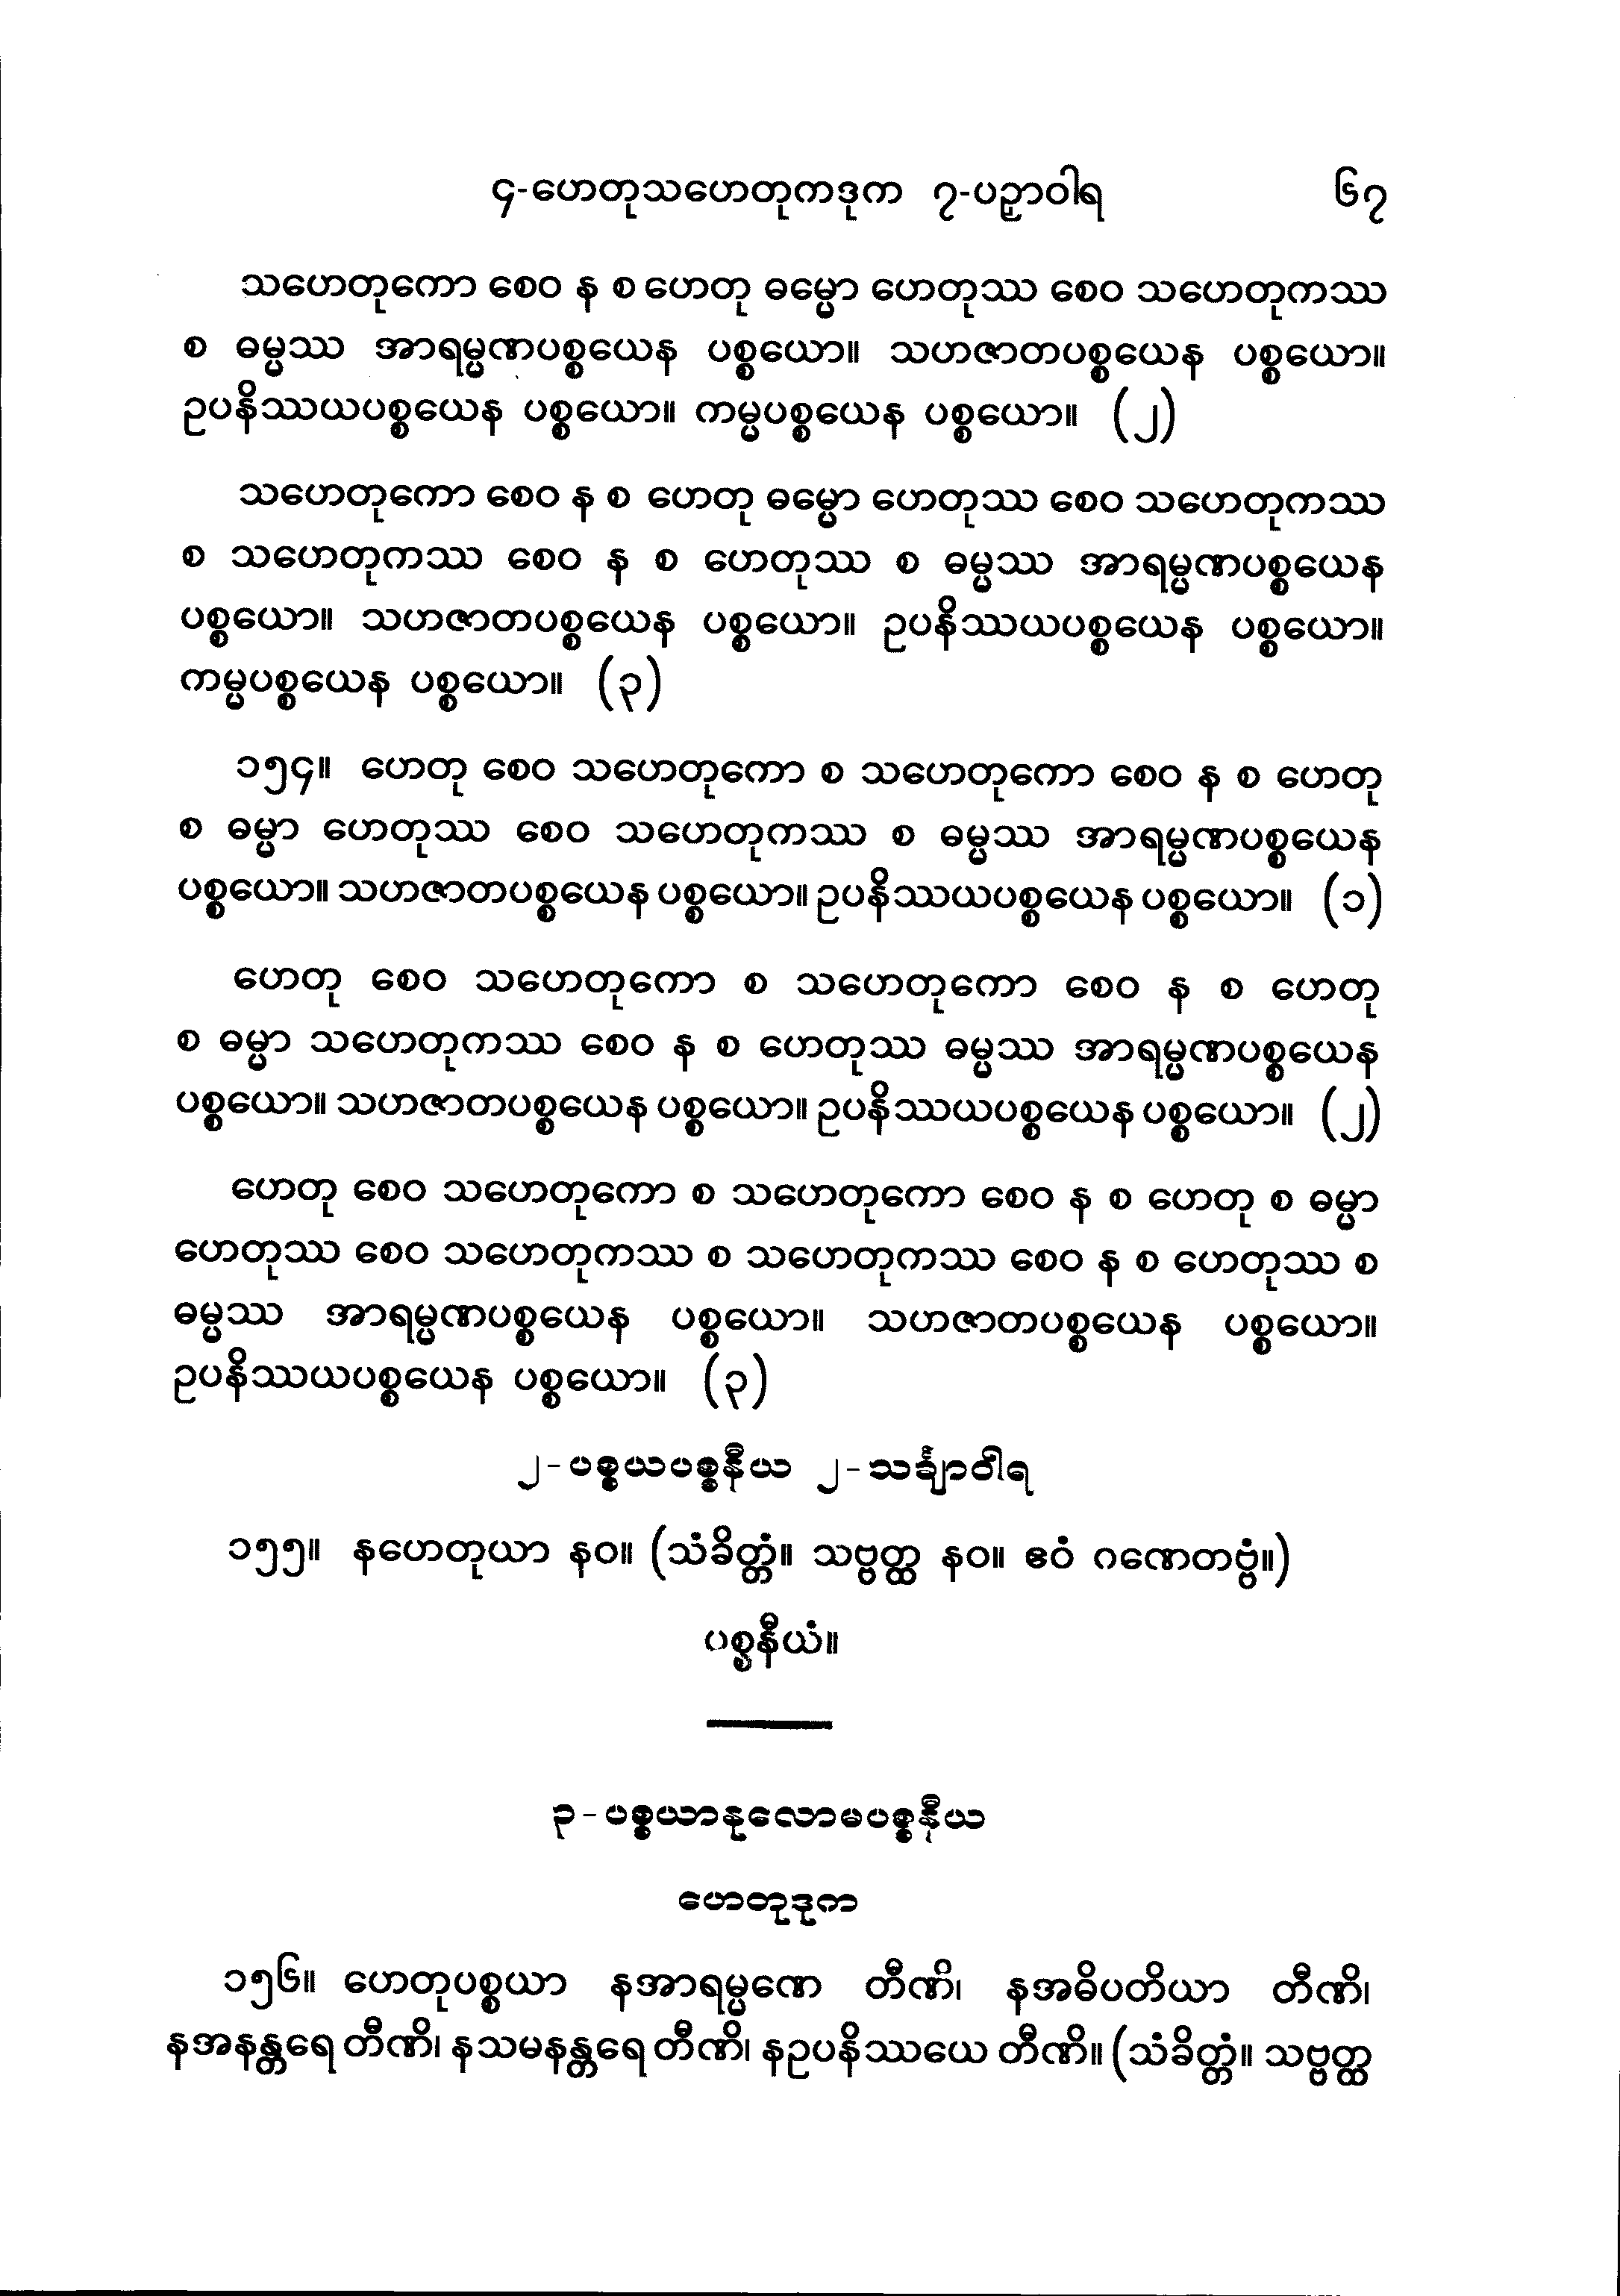 ၄-ဟေတုသဟေတုကဒုက ၇-ပဉှာဝါရ ၆၇
သဟေတုကော စေဝ န စ ဟေတု ဓမ္မော ဟေတုဿ စေဝ သဟေတုကဿ
စ ဓမ္မဿ အာရမ္မဏပစ္စယေန ပစ္စယော။ သဟဇာတပစ္စယေန ပစ္စယော။
ဥပနိဿယပစ္စယေန ပစ္စယော။ ကမ္မပစ္စယေန ပစ္စယော။ (၂)
သဟေတုကော စေဝ န စ ဟေတု ဓမ္မော ဟေတုဿ စေဝ သဟေတုကဿ
စ သဟေတုကဿ စေဝ န စ ဟေတုဿ စ ဓမ္မဿ အာရမ္မဏပစ္စယေန
ပစ္စယော။ သဟဇာတပစ္စယေန ပစ္စယော။ ဥပနိဿယပစ္စယေန ပစ္စယော။
ကမ္မပစ္စယေန ပစ္စယော။ (၃)
၁၅၄။ ဟေတု စေဝ သဟေတုကော စ သဟေတုကော စေဝ န စ ဟေတု
စ ဓမ္မာ ဟေတုဿ စေဝ သဟေတုကဿ စ ဓမ္မဿ အာရမ္မဏပစ္စယေန
ပစ္စယော။ သဟဇာတပစ္စယေန ပစ္စယော။ ဥပနိဿယပစ္စယေန ပစ္စယော။ (၁)
ဟေတု စေဝ သဟေတုကော စ သဟေတုကော စေဝ န စ ဟေတု
စ ဓမ္မာ သဟေတုကဿ စေဝ န စ ဟေတုဿ ဓမ္မဿ အာရမ္မဏပစ္စယေန
ပစ္စယော။ သဟဇာတပစ္စယေန ပစ္စယော။ ဥပနိဿယပစ္စယေန ပစ္စယော။ (၂)
ဟေတု စေဝ သဟေတုကော စ သဟေတုကော စေဝ န စ ဟေတု စ ဓမ္မာ
ဟေတုဿ စေဝ သဟေတုကဿ စ သဟေတုကဿ စေဝ န စ ဟေတုဿ စ
ဓမ္မဿ အာရမ္မဏပစ္စယေန ပစ္စယော။ သဟဇာတပစ္စယေန ပစ္စယော။
ဥပနိဿယပစ္စယေန ပစ္စယော။ (၃)
၂-ပစ္စယပစ္စနီယ ၂-သင်္ချာဝါရ
၁၅၅။ နဟေတုယာ နဝ။ (သံခိတ္တံ။ သဗ္ဗတ္ထ နဝ။ ဧဝံ ဂဏေတဗ္ဗံ။)
ပစ္စနီယံ။
၃-ပစ္စယာနုလောမပစ္စနီယ
ဟေတုဒုက
၁၅၆။ ဟေတုပစ္စယာ နအာရမ္မဏေ တီဏိ၊ နအဓိပတိယာ တီဏိ၊
နအနန္တရေ တီဏိ၊ နသမနန္တရေ တီဏိ၊ နဥပနိဿယေ တီဏိ။ (သံခိတ္တံ။ သဗ္ဗတ္ထ